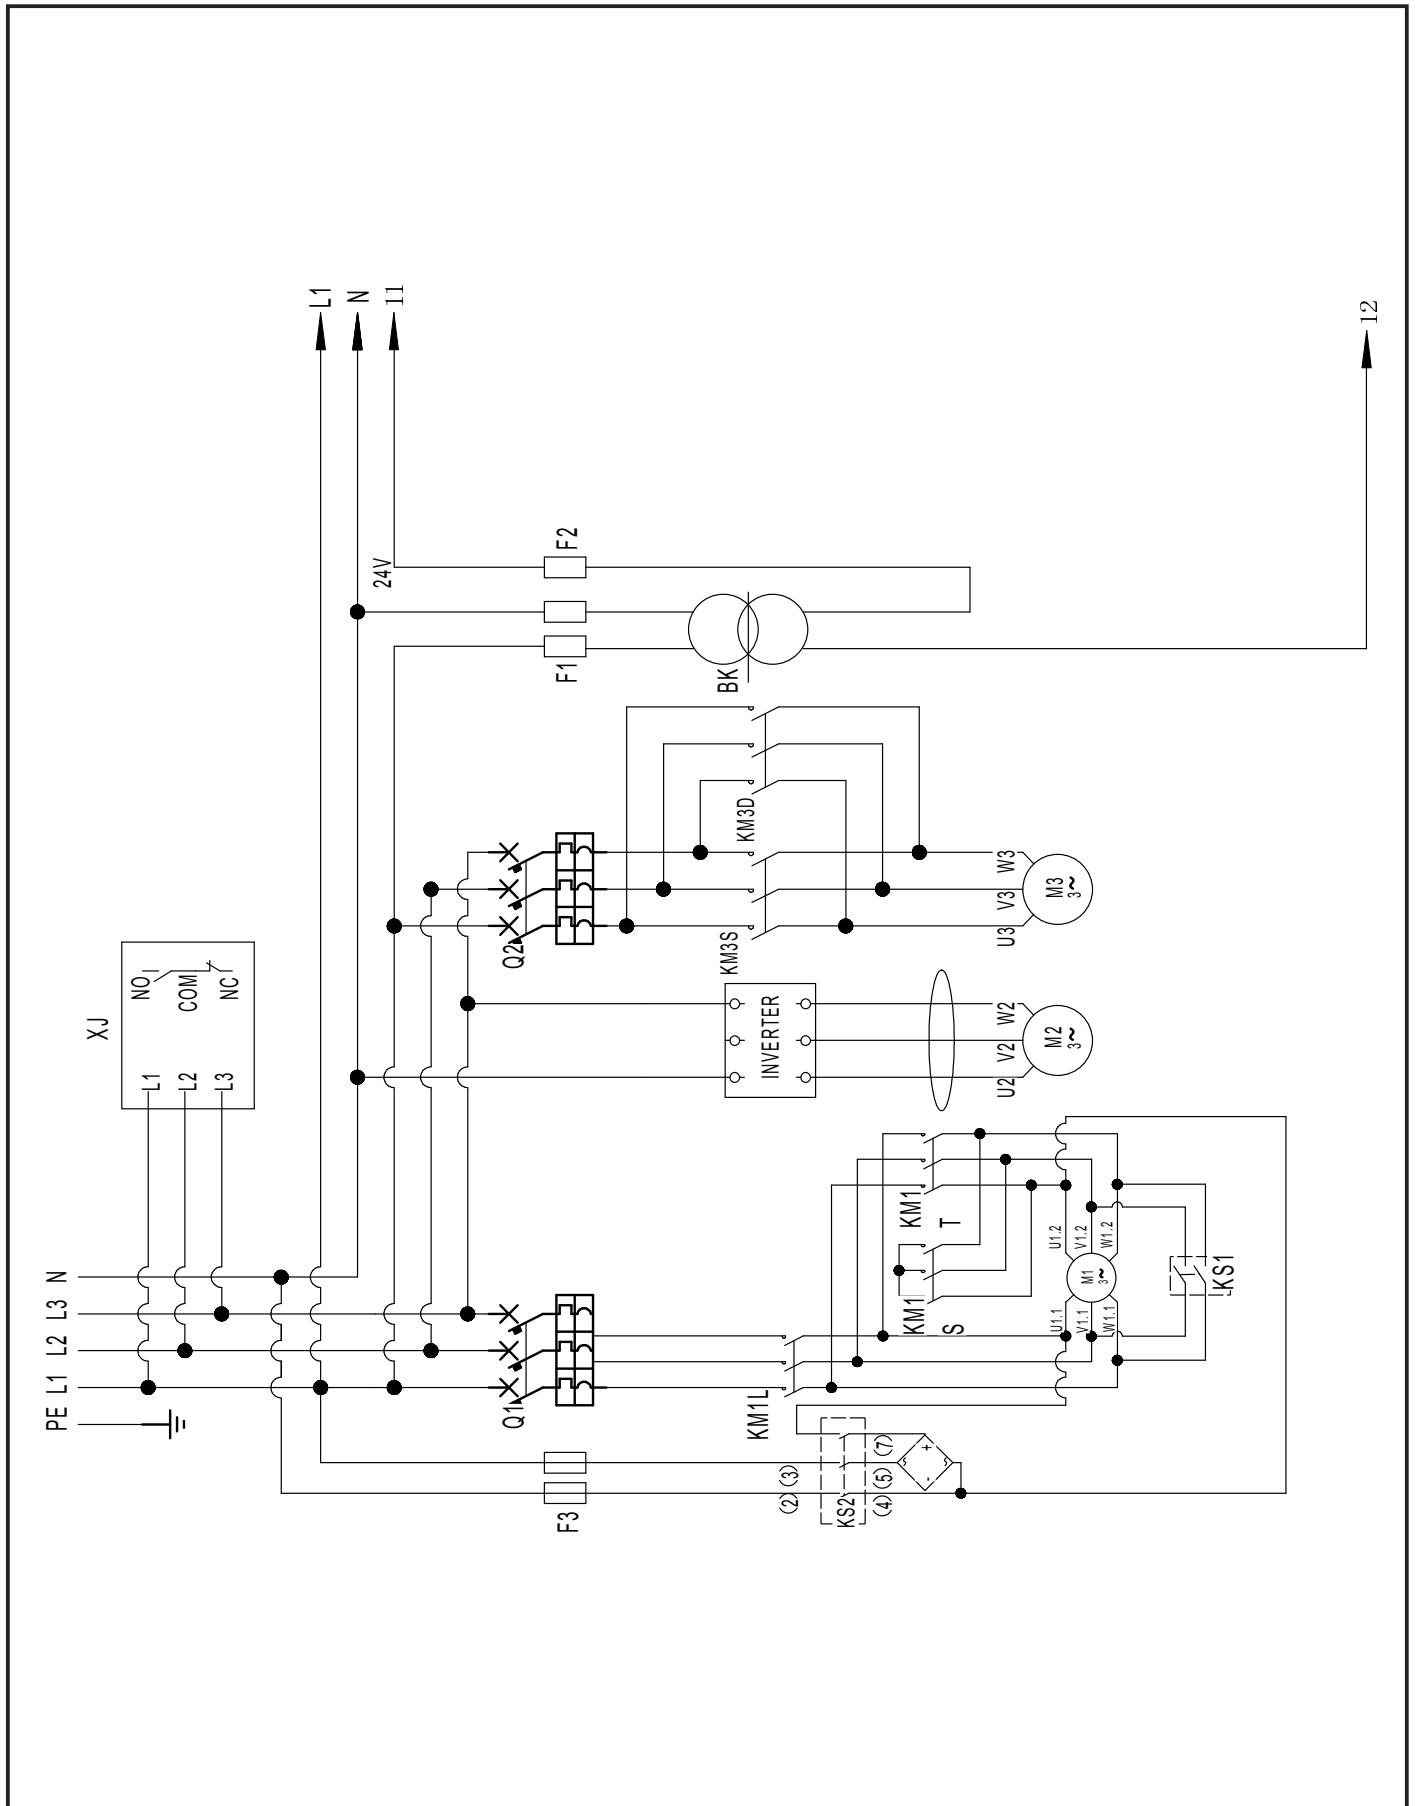 XJ
NO
COM
NC
L1
L2
L3
L1
N
11
12
PE
L1
L2
L3
N
24V
F1
F2
BK
Q2
KM3S
KM3D
U3
V3
W3
M3
3~
INVERTER
U2
V2
W2
M2
3~
Q1
KM1L
KM1
S
KM1
T
U1.1
V1.1
W1.1
M1
3~
U1.2
V1.2
W1.2
KS1
F3
(2)
(3)
KS2
(4)
(5)
(7)
+
-
~
~